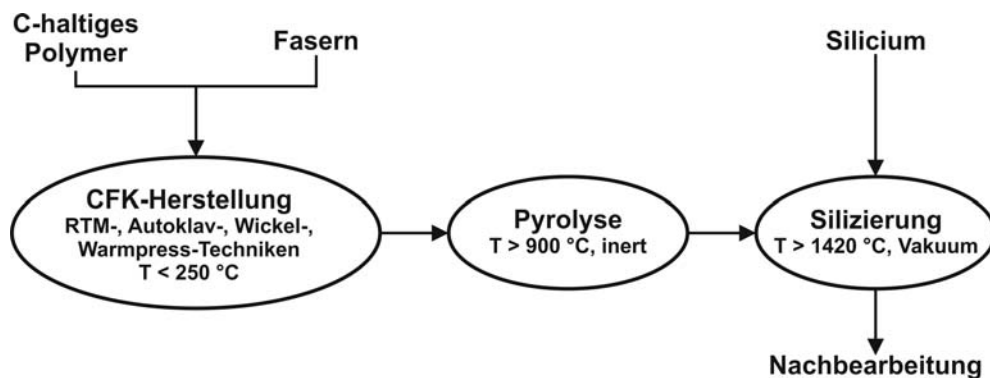 C-haltiges
Polymer
Fasern
Silicium
CFK-Herstellung
RTM-, Autoklav-, Wickel-,
Warmpress-Techniken
T < 250 °C
Pyrolyse
T > 900 °C, inert
Silizierung
T > 1420 °C, Vakuum
Nachbearbeitung